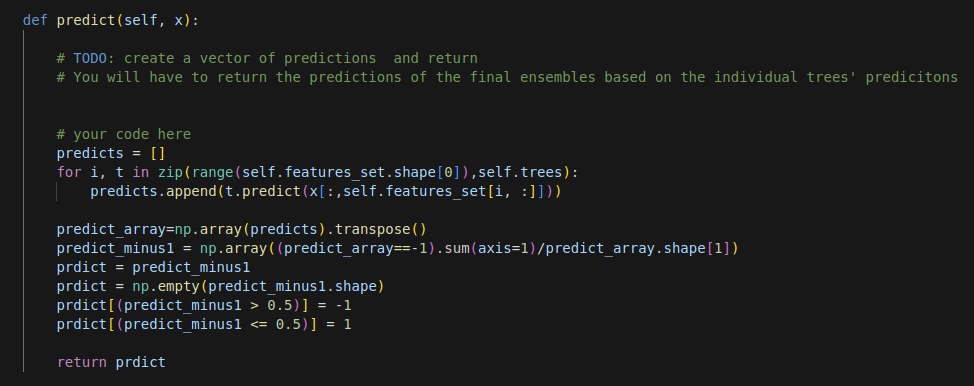 def predict(self, x):
# TODO: create a vector of predictions  and return
# You will have to return the predictions of the final ensembles based on the individual trees' predicitons
# your code here
predicts = []
for i, t in zip(range(self.features_set.shape[0]),self.trees):
predicts.append(t.predict(x[:,self.features_set[i, :]]))
predict_array=np.array(predicts).transpose()
predict_minus1 = np.array((predict_array==-1).sum(axis=1)/predict_array.shape[1])
prdict = predict_minus1
prdict = np.empty(predict_minus1.shape)
prdict[(predict_minus1 > 0.5)] = -1
prdict[(predict_minus1 <= 0.5)] = 1
return prdict